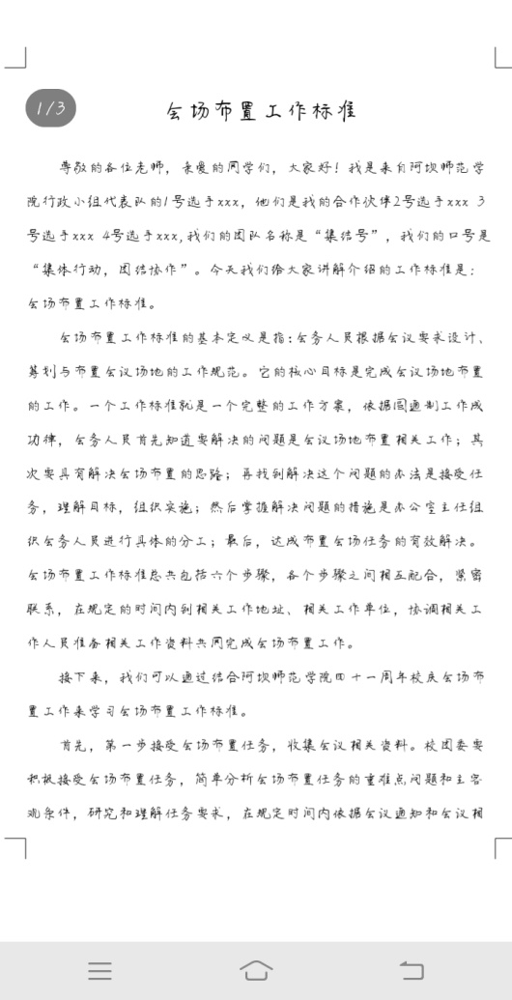 1/3
会场布置工作标准
尊敬的各位老师，亲爱的同学们，大家好！我是来自阿坝师范学
院行政小组代表队的1号选手xxx，他们是我的合作伙伴2号选手xxx 3
号选手xxx 4号选手xxx,我们的团队名称是“集结号”，我们的口号是
“集体行动，团结协作”。今天我们给大家讲解介绍的工作标准是：
会场布置工作标准。
会场布置工作标准的基本定义是指:会务人员根据会议要求设计、
筹划与布置会议场地的工作规范。它的核心目标是完成会议场地布置
的工作。一个工作标准就是一个完整的工作方案，依据圆通制工作成
功律，会务人员首先知道要解决的问题是会议场地布置相关工作；其
次要具有解决会场布置的思路；再找到解决这个问题的办法是接受任
务，理解目标，组织实施；然后掌握解决问题的措施是办公室主任组
织会务人员进行具体的分工；最后，达成布置会场任务的有效解决。
会场布置工作标准总共包括六个步骤，各个步骤之间相互配合，紧密
联系，在规定的时间内到相关工作地址、相关工作单位，协调相关工
作人员准备相关工作资料共同完成会场布置工作。
接下来，我们可以通过结合阿坝师范学院四十一周年校庆会场布
置工作来学习会场布置工作标准。
首先，第一步接受会场布置任务，收集会议相关资料。校团委要
积极接受会场布置任务，简单分析会场布置任务的重难点问题和主客
观条件，研究和理解任务要求，在规定时间内依据会议通知和会议相